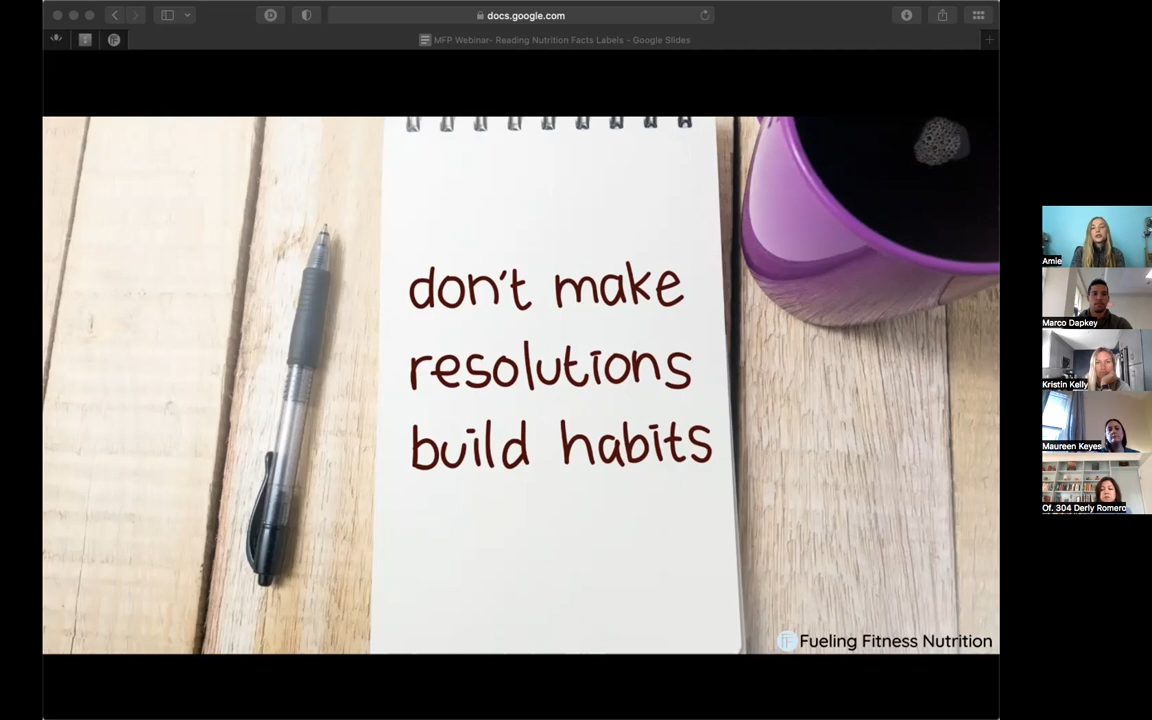 docs.google.com
MFP Webinar- Reading Nutrition Facts Labels - Google Slides
don't make
resolutions
build habits
Fueling Fitness Nutrition
Amie
Marco Dapkey
Kristin Kelly
Maureen Keyes
Of. 304 Derly Romero